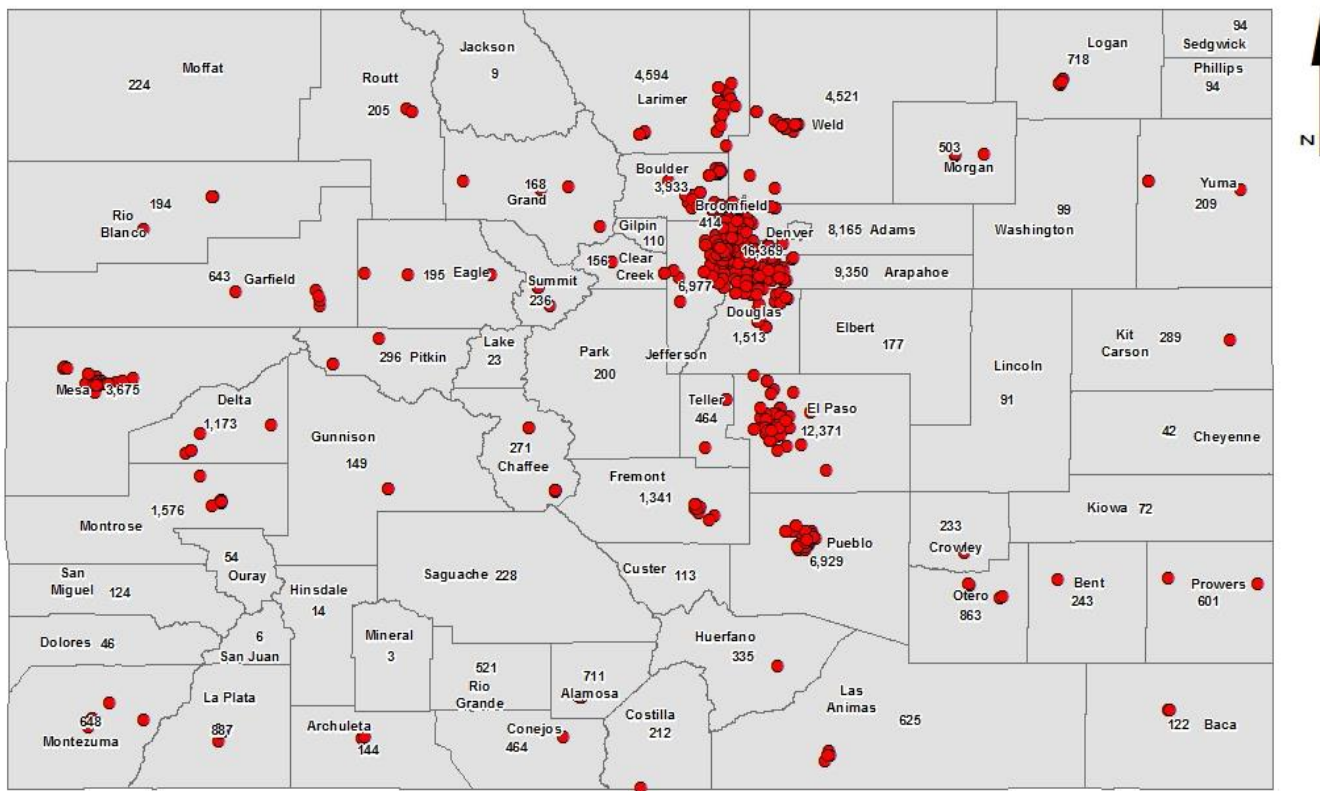 94
Sedgwick
Logan
718
Phillips
94
Jackson
9
Moffat
224
Routt
205
4,594
Larimer
4,521
Weld
503
Morgan
Yuma
209
99
Washington
Boulder
3,933
168
Grand
194
Rio
Blanco
Broomfield
414
Gilpin
110
Denver
16,369
8,165 Adams
156 Clear
Creek
9,350 Arapahoe
643 Garfield
195 Eagle
Summit
236
6,977
Jefferson
Douglas
1,513
Elbert
177
Kit
Carson 289
Lincoln
91
Lake
23
Park
200
296 Pitkin
Mesa 3,675
Delta
1,173
Teller
464
El Paso
12,371
42 Cheyenne
Gunnison
149
271
Chaffee
Fremont
1,341
1,576
Montrose
Kiowa 72
233
Crowley
Pueblo
6,929
54
Ouray
San
Miguel 124
Hinsdale
14
Saguache 228
Custer 113
Otero
863
Bent
243
Prowers
601
Dolores 46
6
San Juan
Mineral
3
Huerfano
335
521
Rio
Grande
711
Alamosa
Las
Animas 625
La Plata
887
648
Montezuma
Archuleta
144
Conejos
464
Costilla
212
122 Baca
N